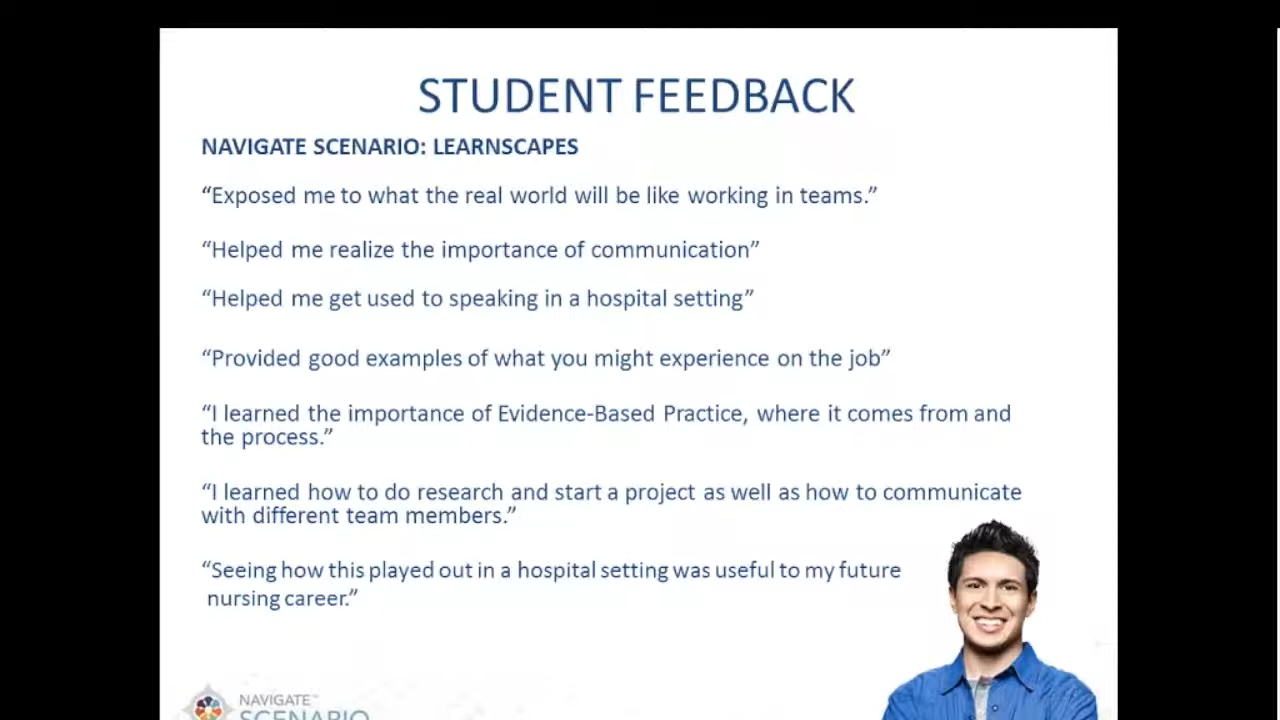 STUDENT FEEDBACK
NAVIGATE SCENARIO: LEARNSCAPES
“Exposed me to what the real world will be like working in teams.”
“Helped me realize the importance of communication”
“Helped me get used to speaking in a hospital setting”
“Provided good examples of what you might experience on the job”
“I learned the importance of Evidence-Based Practice, where it comes from and
the process.”
“I learned how to do research and start a project as well as how to communicate
with different team members.”
“Seeing how this played out in a hospital setting was useful to my future
nursing career.”
NAVIGATE™
SCENARIO